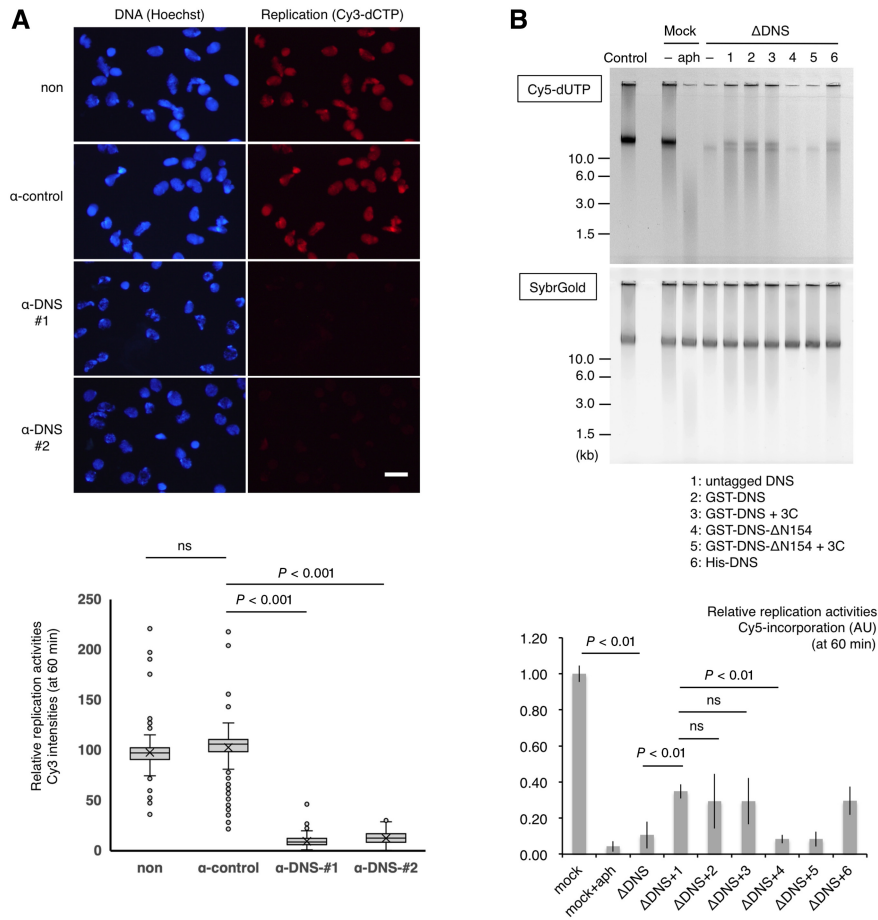 A
DNA (Hoechst)
Replication (Cy3-dCTP)
non
α-control
α-DNS
#1
α-DNS
#2
ns
P < 0.001
P < 0.001
Relative replication activities
Cy3 intensities (at 60 min)
250
200
150
100
50
0
non
α-control
α-DNS-#1
α-DNS-#2
B
Mock
ΔDNS
Control
–
aph
–
1
2
3
4
5
6
Cy5-dUTP
10.0
6.0
3.0
1.5
SybrGold
10.0
6.0
3.0
1.5
(kb)
1: untagged DNS
2: GST-DNS
3: GST-DNS + 3C
4: GST-DNS-ΔN154
5: GST-DNS-ΔN154 + 3C
6: His-DNS
Relative replication activities
Cy5-incorporation (AU)
(at 60 min)
1.20
1.00
0.80
0.60
0.40
0.20
0.00
P < 0.01
P < 0.01
ns
ns
P < 0.01
mock
mock+aph
ΔDNS
ΔDNS+1
ΔDNS+2
ΔDNS+3
ΔDNS+4
ΔDNS+5
ΔDNS+6